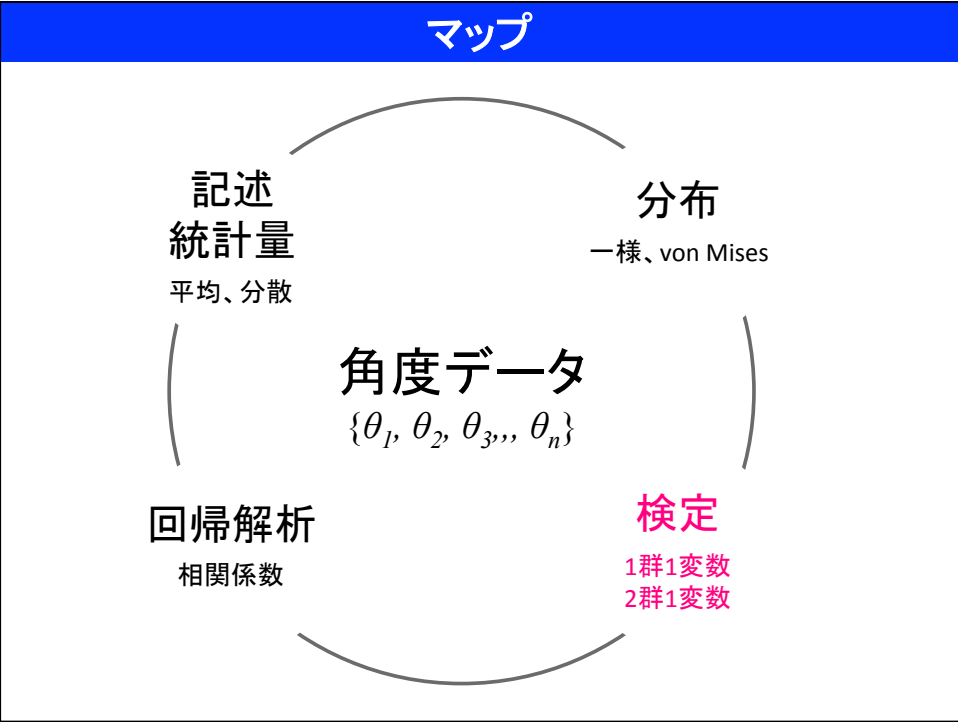 マップ
記述
統計量
平均、分散
分布
一様、von Mises
角度データ
{θ1, θ2, θ3,,, θn}
回帰解析
相関係数
検定
1群1変数
2群1変数